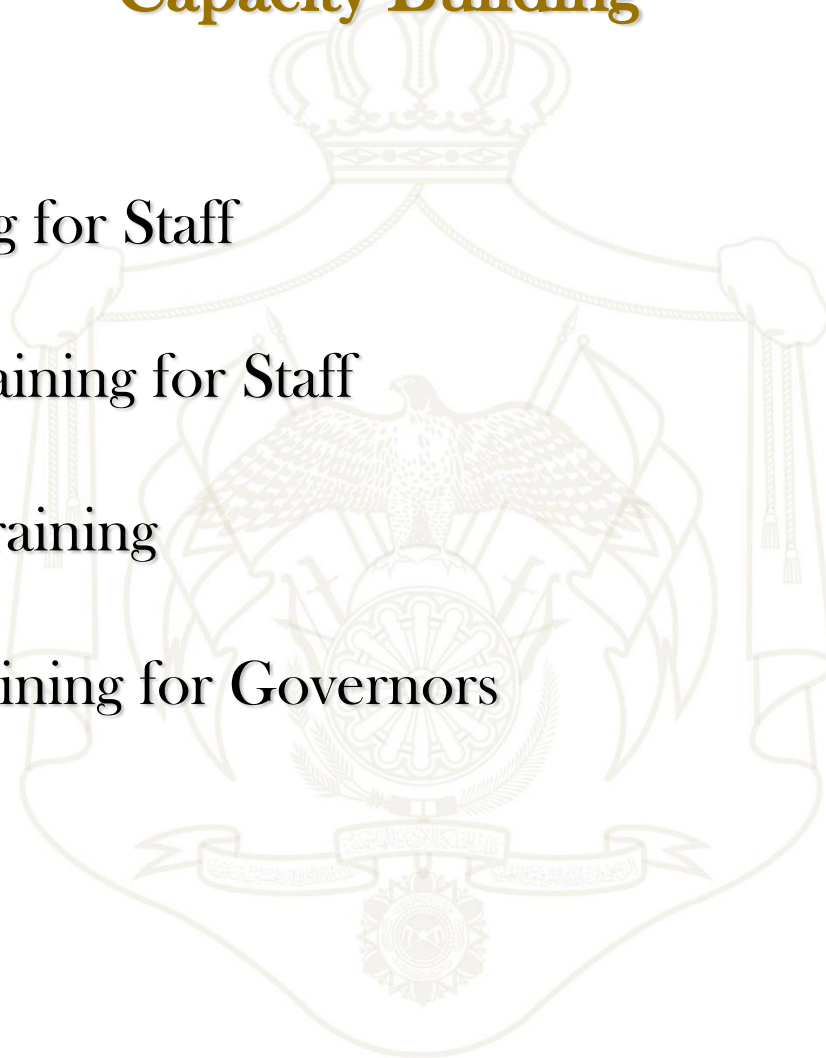 Capacity Building
g for Staff
aining for Staff
raining
ining for Governors